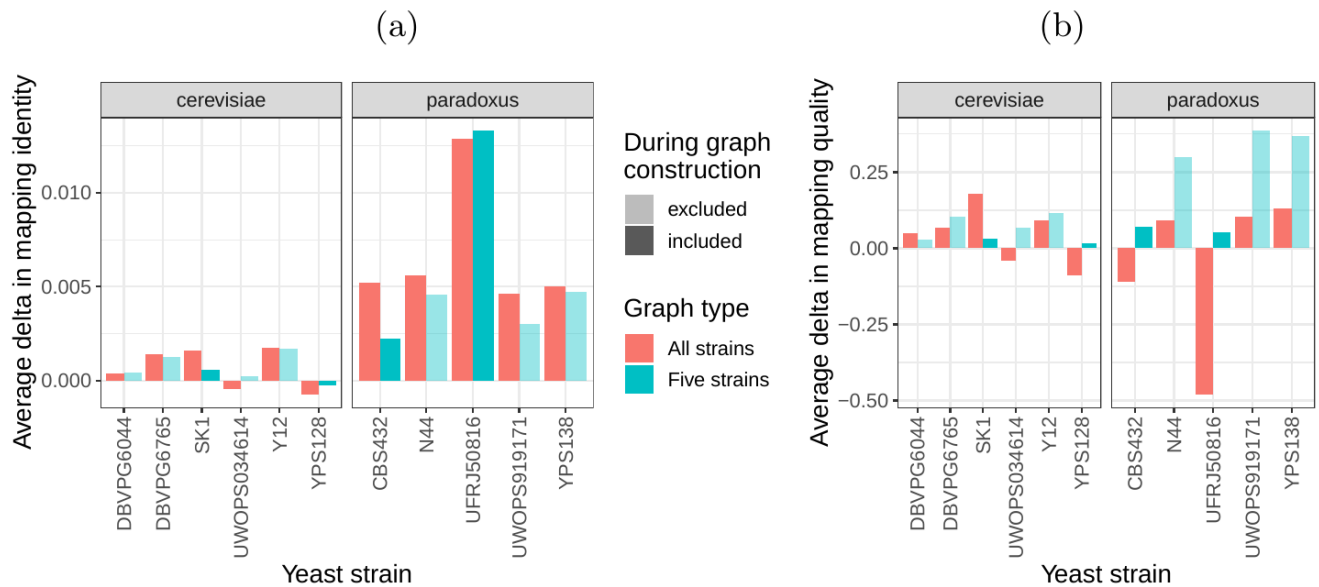 (a)
(b)
Average delta in mapping identity
cerevisiae
paradoxus
0.010
0.005
0.000
DBVPG6044
DBVPG6765
SK1
UWOPS034614
Y12
YPS128
CBS432
N44
UFRJ50816
UWOPS919171
YPS138
Yeast strain
During graph
construction
excluded
included
Graph type
All strains
Five strains
Average delta in mapping quality
cerevisiae
paradoxus
0.25
0.00
−0.25
−0.50
DBVPG6044
DBVPG6765
SK1
UWOPS034614
Y12
YPS128
CBS432
N44
UFRJ50816
UWOPS919171
YPS138
Yeast strain